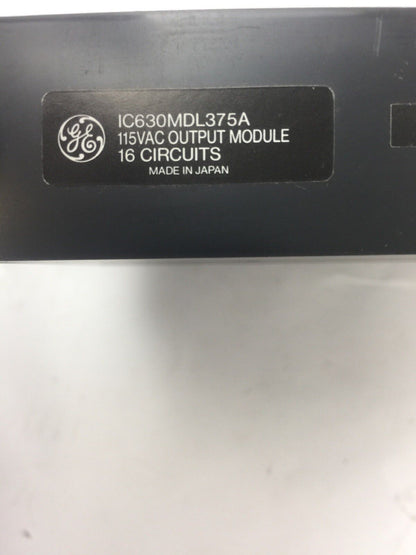 GE
IC630MDL375A
115VAC OUTPUT MODULE
16 CIRCUITS
MADE IN JAPAN